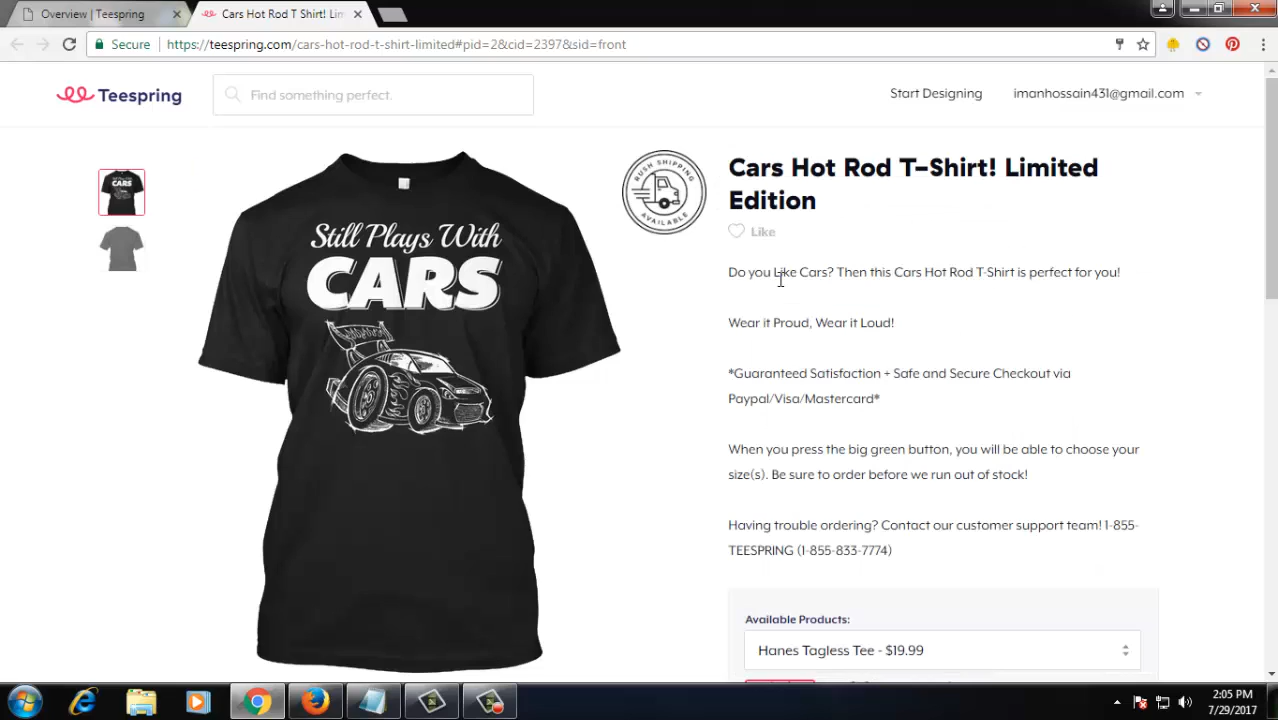 Overview | Teespring
Cars Hot Rod T-Shirt! Lim
Secure https://teespring.com/cars-hot-rod-t-shirt-limited#pid=2&cid=2397&sid=front
Teespring
Find something perfect.
Start Designing
imanhossain431@gmail.com
RUSH SHIPPING
AVAILABLE
Still Plays With
CARS
Cars Hot Rod T-Shirt! Limited
Edition
Like
Do you Like Cars? Then this Cars Hot Rod T-Shirt is perfect for you!
Wear it Proud, Wear it Loud!
*Guaranteed Satisfaction + Safe and Secure Checkout via
Paypal/Visa/Mastercard*
When you press the big green button, you will be able to choose your
size(s). Be sure to order before we run out of stock!
Having trouble ordering? Contact our customer support team! 1-855-
TEESPRING (1-855-833-7774)
Available Products:
Hanes Tagless Tee - $19.99
2:05 PM
7/29/2017